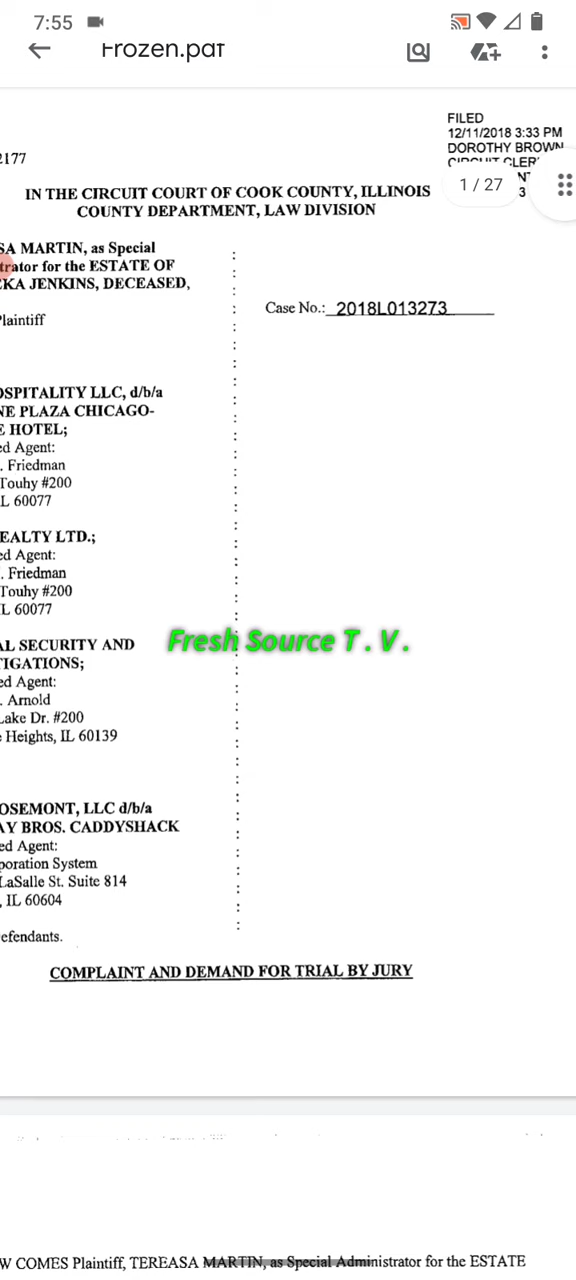 7:55
Frozen.pdf
FILED
12/11/2018 3:33 PM
DOROTHY BROWN
2177
1 / 27
3
IN THE CIRCUIT COURT OF COOK COUNTY, ILLINOIS
COUNTY DEPARTMENT, LAW DIVISION
SA MARTIN, as Special
trator for the ESTATE OF
KA JENKINS, DECEASED,
Case No.: 2018L013273
laintiff
OSPITALITY LLC, d/b/a
NE PLAZA CHICAGO-
E HOTEL;
ed Agent:
. Friedman
Touhy #200
L 60077
EALTY LTD.;
ed Agent:
. Friedman
Touhy #200
L 60077
Fresh Source T.V.
AL SECURITY AND
TIGATIONS;
ed Agent:
. Arnold
Lake Dr. #200
Heights, IL 60139
OSEMONT, LLC d/b/a
AY BROS. CADDYSHACK
ed Agent:
poration System
LaSalle St. Suite 814
, IL 60604
efendants.
COMPLAINT AND DEMAND FOR TRIAL BY JURY
W COMES Plaintiff, TEREASA MARTIN, as Special Administrator for the ESTATE